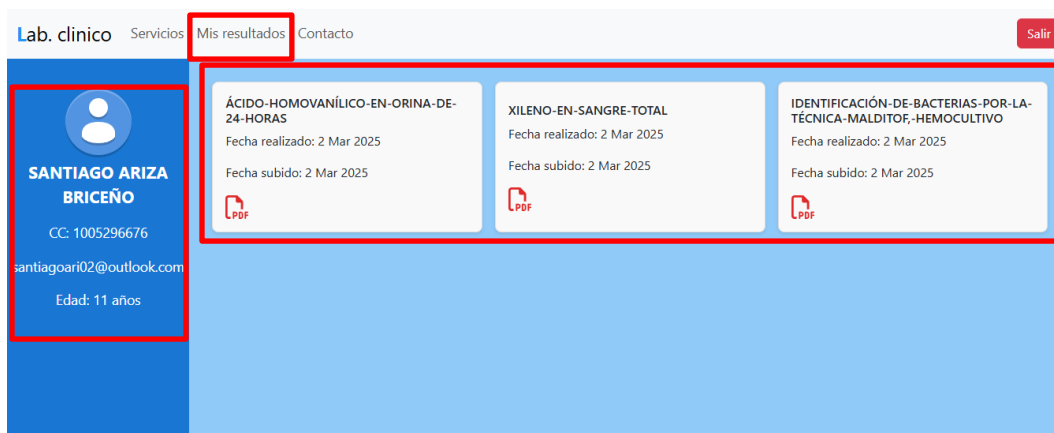 Lab. clinico Servicios Mis resultados Contacto Salir
SANTIAGO ARIZA
BRICEÑO
CC: 1005296676
santiagoari02@outlook.com
Edad: 11 años
ÁCIDO-HOMOVANÍLICO-EN-ORINA-DE-
24-HORAS
Fecha realizado: 2 Mar 2025
Fecha subido: 2 Mar 2025
PDF
XILENO-EN-SANGRE-TOTAL
Fecha realizado: 2 Mar 2025
Fecha subido: 2 Mar 2025
PDF
IDENTIFICACIÓN-DE-BACTERIAS-POR-LA-
TÉCNICA-MALDITOF,-HEMOCULTIVO
Fecha realizado: 2 Mar 2025
Fecha subido: 2 Mar 2025
PDF